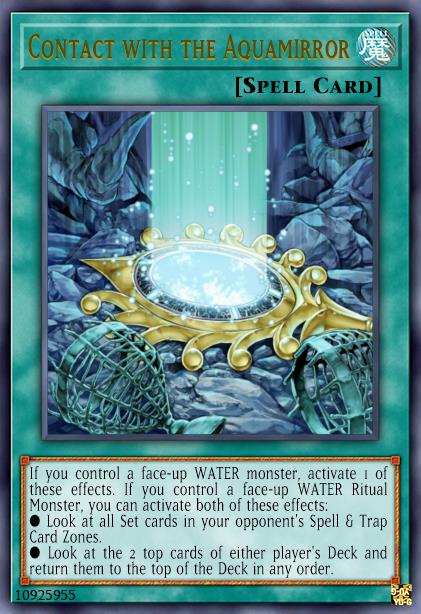 Contact with the Aquamirror
SPELL
魔
[Spell Card]
If you control a face-up WATER monster, activate 1 of
these effects. If you control a face-up WATER Ritual
Monster, you can activate both of these effects:
● Look at all Set cards in your opponent's Spell & Trap
Card Zones.
● Look at the 2 top cards of either player's Deck and
return them to the top of the Deck in any order.
10925955